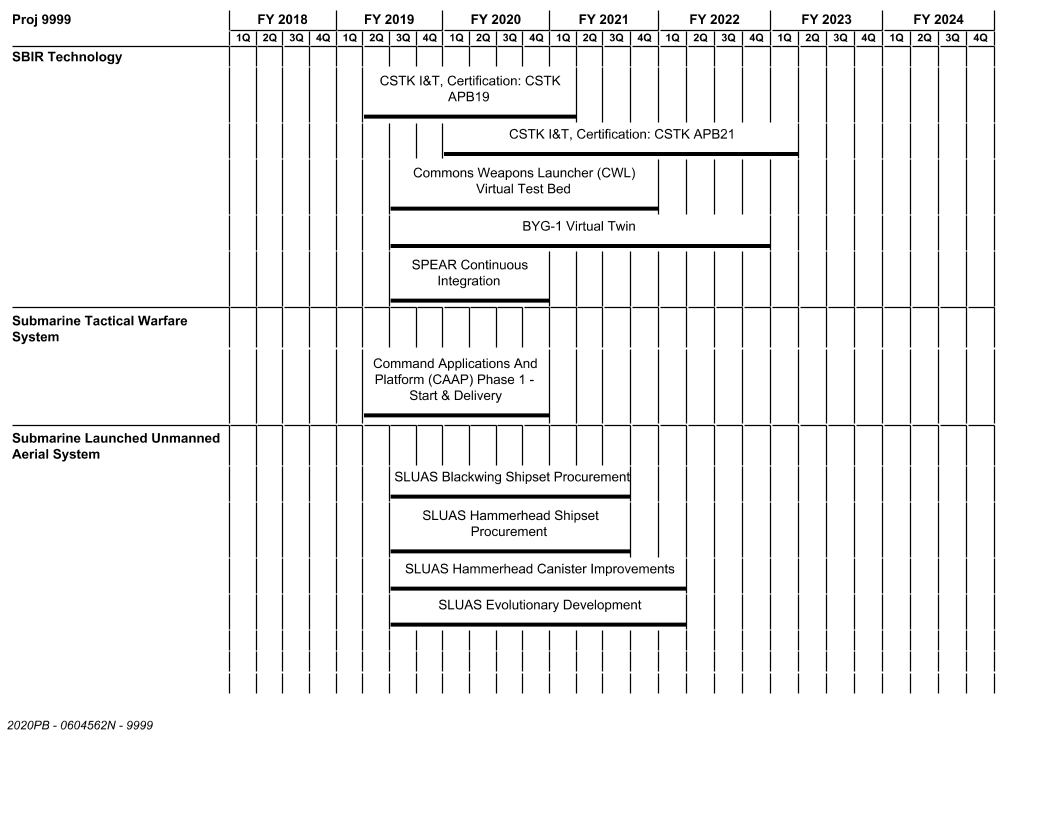 Proj 9999
FY 2018 FY 2019 FY 2020 FY 2021 FY 2022 FY 2023 FY 2024
1Q 2Q 3Q 4Q 1Q 2Q 3Q 4Q 1Q 2Q 3Q 4Q 1Q 2Q 3Q 4Q 1Q 2Q 3Q 4Q 1Q 2Q 3Q 4Q 1Q 2Q 3Q 4Q
SBIR Technology
CSTK I&T, Certification: CSTK
APB19
CSTK I&T, Certification: CSTK APB21
Commons Weapons Launcher (CWL)
Virtual Test Bed
BYG-1 Virtual Twin
SPEAR Continuous
Integration
Submarine Tactical Warfare
System
Command Applications And
Platform (CAAP) Phase 1 -
Start & Delivery
Submarine Launched Unmanned
Aerial System
SLUAS Blackwing Shipset Procurement
SLUAS Hammerhead Shipset
Procurement
SLUAS Hammerhead Canister Improvements
SLUAS Evolutionary Development
2020PB - 0604562N - 9999